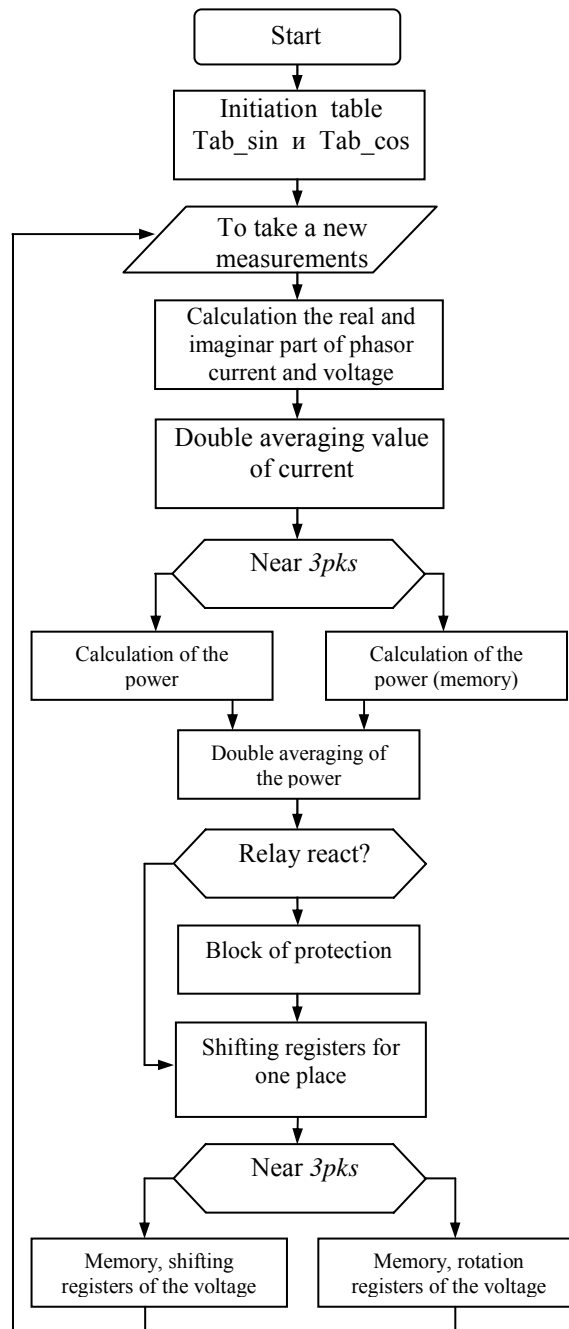 Start
Initiation table
Tab_sin и Tab_cos
To take a new
measurements
Calculation the real and
imaginar part of phasor
current and voltage
Double averaging value
of current
Near 3pks
Calculation of the
power
Calculation of the
power (memory)
Double averaging of
the power
Relay react?
Block of protection
Shifting registers for
one place
Near 3pks
Memory, shifting
registers of the voltage
Memory, rotation
registers of the voltage